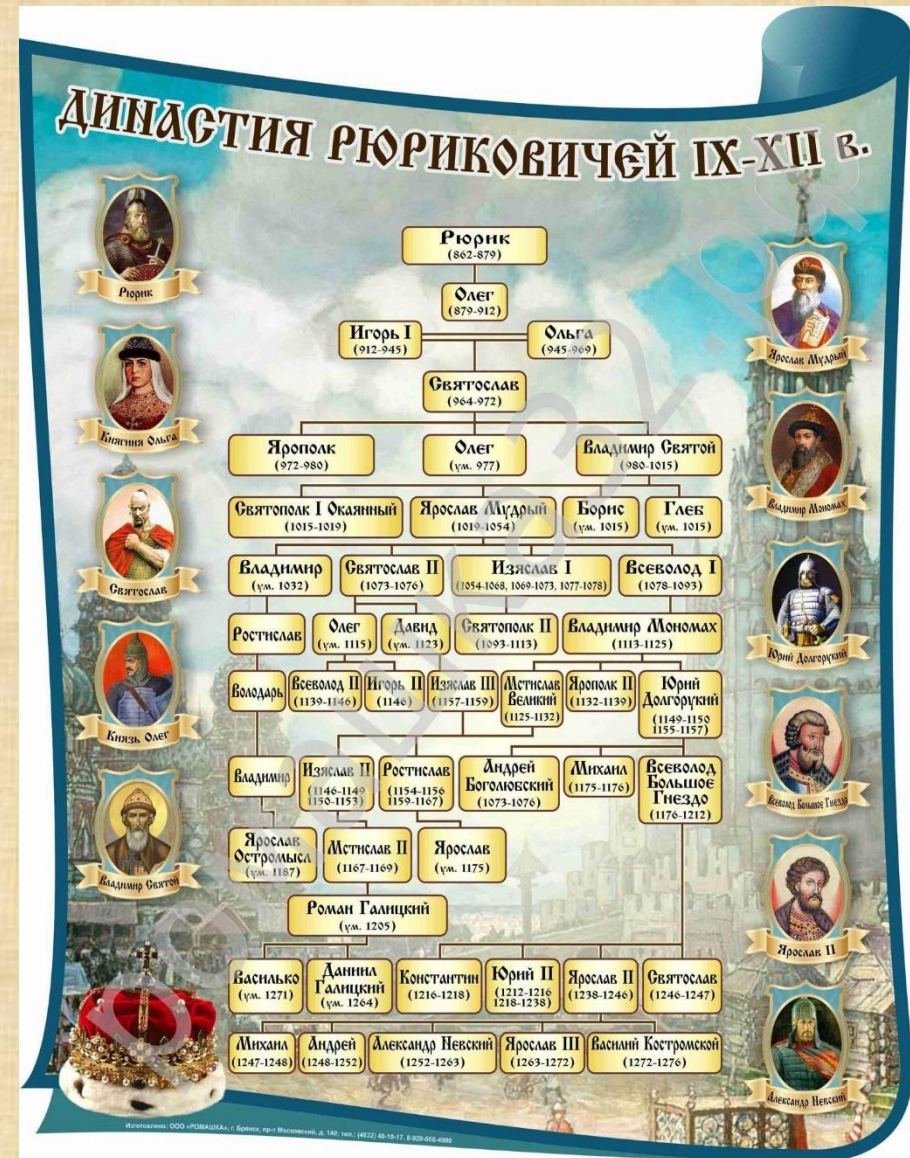 ДИНАСТИЯ РЮРИКОВИЧЕЙ IX-XII в.
Рюрик
(862-879)
Олег
(879-912)
Игорь I
(912-945)
Ольга
(945-969)
Святослав
(964-972)
Ярополк
(972-980)
Олег
(ум. 977)
Владимир Святой
(980-1015)
Святополк I Окаянный
(1015-1019)
Ярослав Мудрый
(1019-1054)
Борис
(ум. 1015)
Глеб
(ум. 1015)
Владимир
(ум. 1032)
Святослав II
(1073-1076)
Изяслав I
(1054-1068, 1069-1073, 1077-1078)
Всеволод I
(1078-1093)
Ростислав
Олег
(ум. 1115)
Давид
(ум. 1123)
Святополк II
(1093-1113)
Владимир Мономах
(1113-1125)
Володарь
Всеволод II
(1139-1146)
Игорь II
(1146)
Изяслав III
(1157-1159)
Мстислав
Великий
(1125-1132)
Ярополк II
(1132-1139)
Юрий
Долгорукий
(1149-1150
1155-1157)
Владимир
Изяслав II
(1146-1149
1150-1153)
Ростислав
(1154-1156
1159-1167)
Андрей
Боголюбский
(1073-1076)
Михаил
(1175-1176)
Всеволод
Большое
Гнездо
(1176-1212)
Ярослав
Остромысл
(ум. 1187)
Мстислав II
(1167-1169)
Ярослав
(ум. 1175)
Роман Галицкий
(ум. 1205)
Василько
(ум. 1271)
Даниил
Галицкий
(ум. 1264)
Константин
(1216-1218)
Юрий II
(1212-1216
1218-1238)
Ярослав II
(1238-1246)
Святослав
(1246-1247)
Михаил
(1247-1248)
Андрей
(1248-1252)
Александр Невский
(1252-1263)
Ярослав III
(1263-1272)
Василий Костромской
(1272-1276)
Рюрик
Княгиня Ольга
Святослав
Князь Олег
Владимир Святой
Ярослав Мудрый
Владимир Мономах
Юрий Долгорукий
Всеволод Большое Гнездо
Ярослав II
Александр Невский
Изготовлено: ООО «РОМАШКА», г. Брянск, пр-т Московский, д. 140; тел.: (4832)